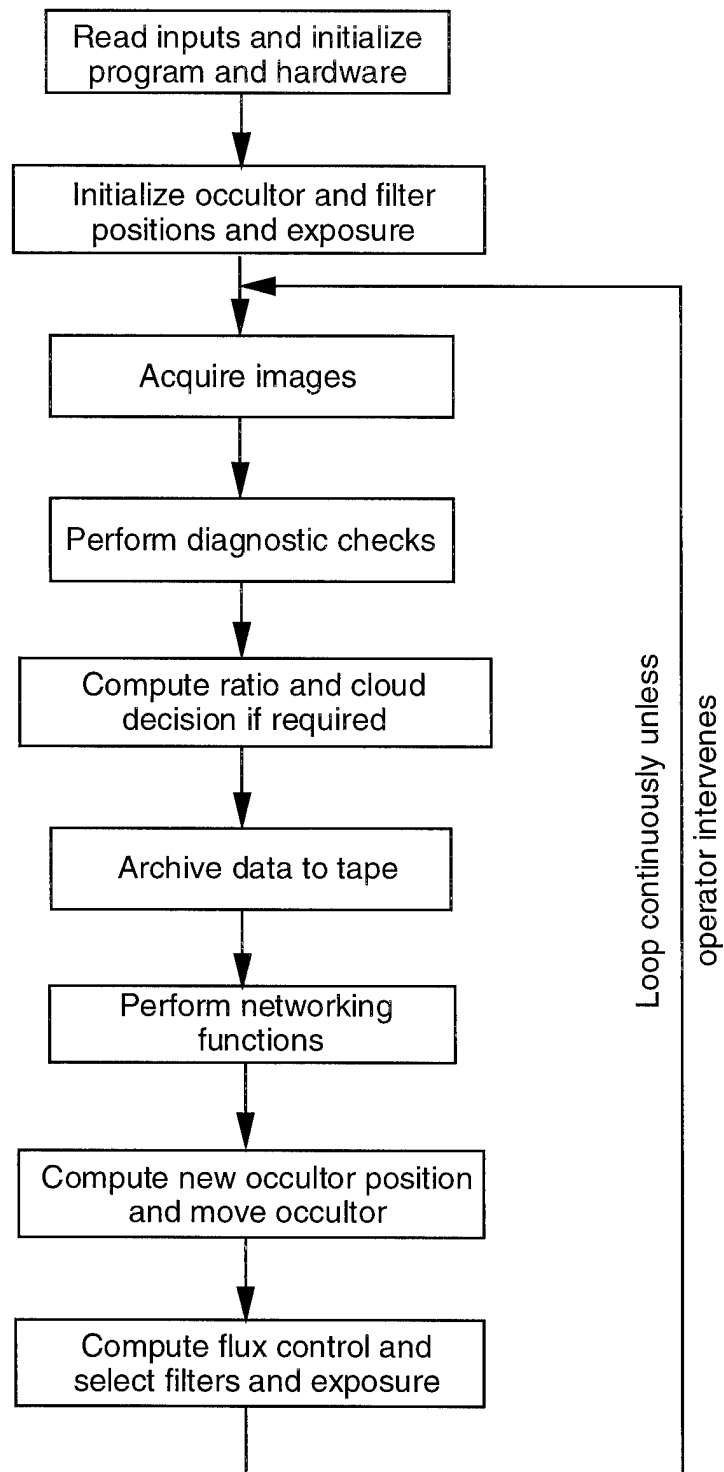 Read inputs and initialize
program and hardware
Initialize occultor and filter
positions and exposure
Acquire images
Perform diagnostic checks
Compute ratio and cloud
decision if required
Archive data to tape
Perform networking
functions
Compute new occultor position
and move occultor
Compute flux control and
select filters and exposure
Loop continuously unless
operator intervenes